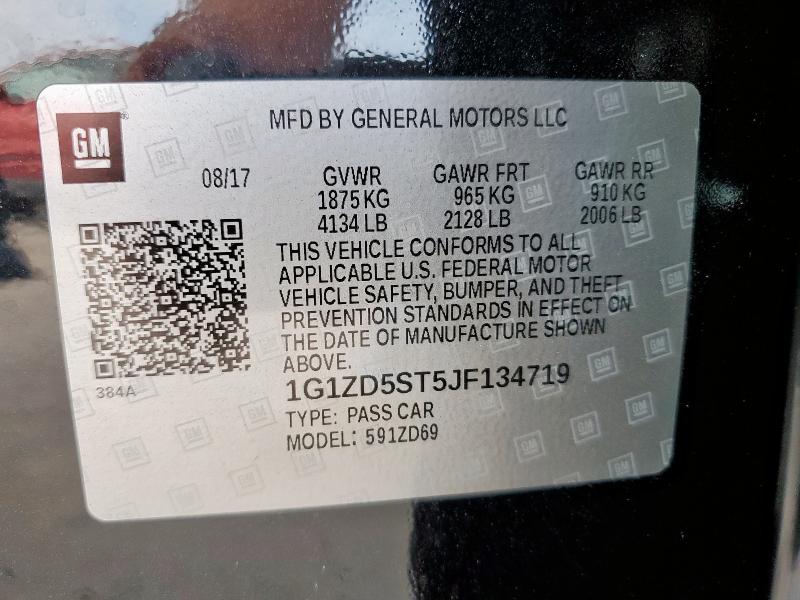 MFD BY GENERAL MOTORS LLC
GM
08/17
GVWR GAWR FRT GAWR RR
1875 KG 965 KG 910 KG
4134 LB 2128 LB 2006 LB
THIS VEHICLE CONFORMS TO ALL
APPLICABLE U.S. FEDERAL MOTOR
VEHICLE SAFETY, BUMPER, AND THEFT
PREVENTION STANDARDS IN EFFECT ON
THE DATE OF MANUFACTURE SHOWN
ABOVE.
384A
1G1ZD5ST5JF134719
TYPE: PASS CAR
MODEL: 591ZD69